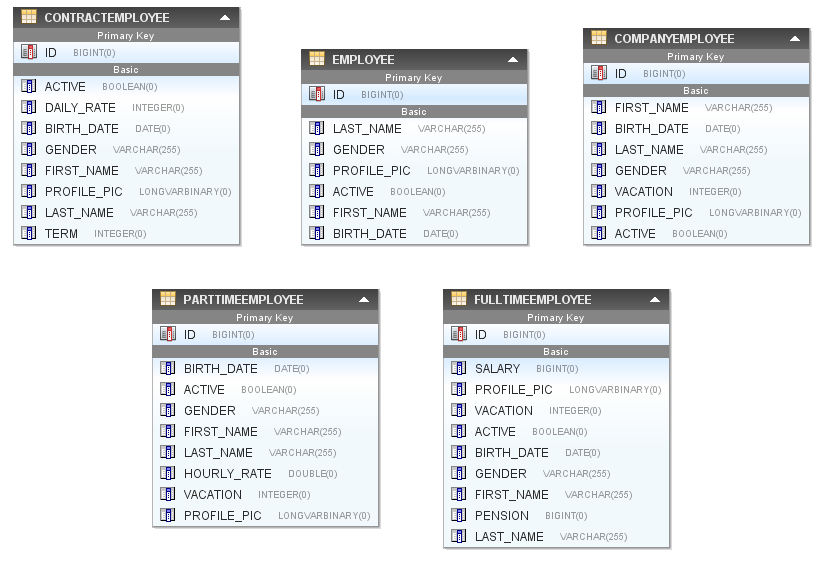 CONTRACTEMPLOYEE
Primary Key
ID BIGINT(0)
Basic
ACTIVE BOOLEAN(0)
DAILY_RATE INTEGER(0)
BIRTH_DATE DATE(0)
GENDER VARCHAR(255)
FIRST_NAME VARCHAR(255)
PROFILE_PIC LONGVARBINARY(0)
LAST_NAME VARCHAR(255)
TERM INTEGER(0)
EMPLOYEE
Primary Key
ID BIGINT(0)
Basic
LAST_NAME VARCHAR(255)
GENDER VARCHAR(255)
PROFILE_PIC LONGVARBINARY(0)
ACTIVE BOOLEAN(0)
FIRST_NAME VARCHAR(255)
BIRTH_DATE DATE(0)
COMPANYEMPLOYEE
Primary Key
ID BIGINT(0)
Basic
FIRST_NAME VARCHAR(255)
BIRTH_DATE DATE(0)
LAST_NAME VARCHAR(255)
GENDER VARCHAR(255)
VACATION INTEGER(0)
PROFILE_PIC LONGVARBINARY(0)
ACTIVE BOOLEAN(0)
PARTTIMEEMPLOYEE
Primary Key
ID BIGINT(0)
Basic
BIRTH_DATE DATE(0)
ACTIVE BOOLEAN(0)
GENDER VARCHAR(255)
FIRST_NAME VARCHAR(255)
LAST_NAME VARCHAR(255)
HOURLY_RATE DOUBLE(0)
VACATION INTEGER(0)
PROFILE_PIC LONGVARBINARY(0)
FULLTIMEEMPLOYEE
Primary Key
ID BIGINT(0)
Basic
SALARY BIGINT(0)
PROFILE_PIC LONGVARBINARY(0)
VACATION INTEGER(0)
ACTIVE BOOLEAN(0)
BIRTH_DATE DATE(0)
GENDER VARCHAR(255)
FIRST_NAME VARCHAR(255)
PENSION BIGINT(0)
LAST_NAME VARCHAR(255)